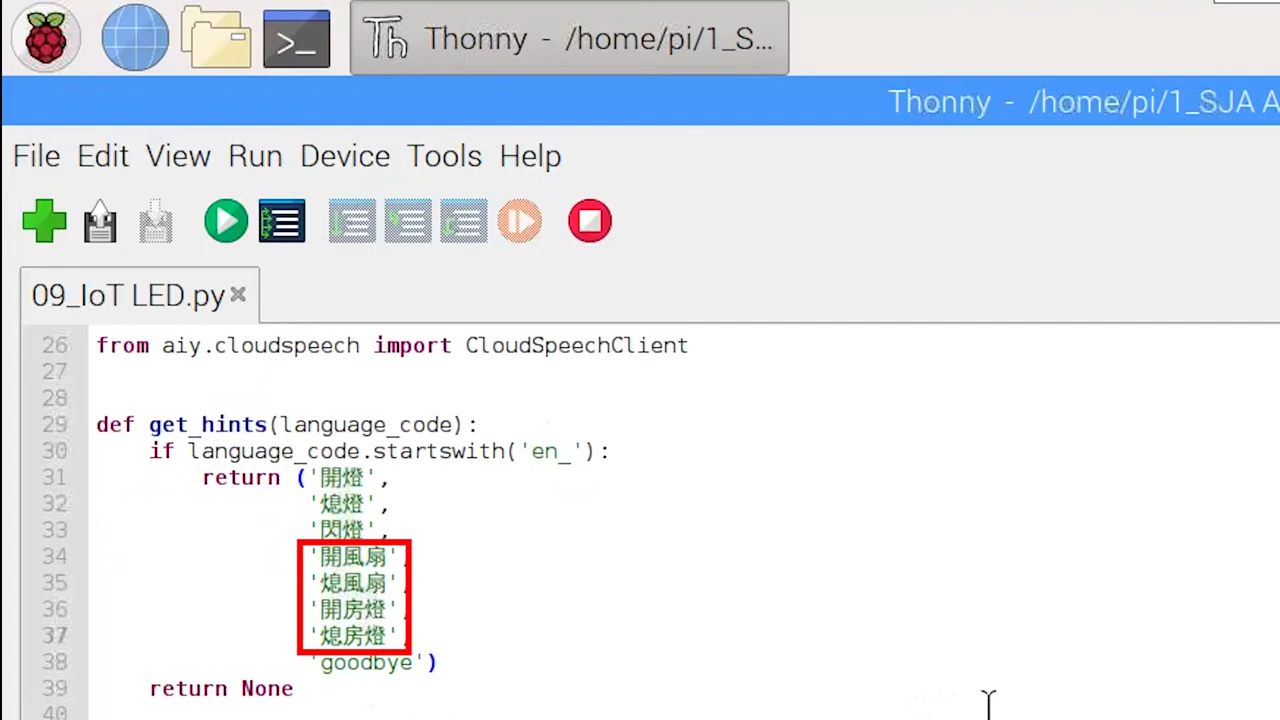 Thonny - /home/pi/1_S...
Thonny - /home/pi/1_SJA A
File Edit View Run Device Tools Help
09_IoT LED.py
26 from aiy.cloudspeech import CloudSpeechClient
27
28
29 def get_hints(language_code):
30 if language_code.startswith('en_'):
31 return ('開燈',
32 '熄燈',
33 '閃燈',
34 '開風扇',
35 '熄風扇',
36 '開房燈',
37 '熄房燈',
38 'goodbye')
39 return None
40